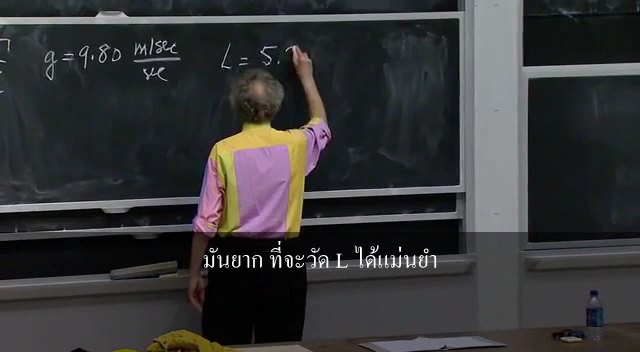 g = 9.80 m/sec/sec L = 5.
มันยาก ที่จะวัด L ได้แม่นยำ